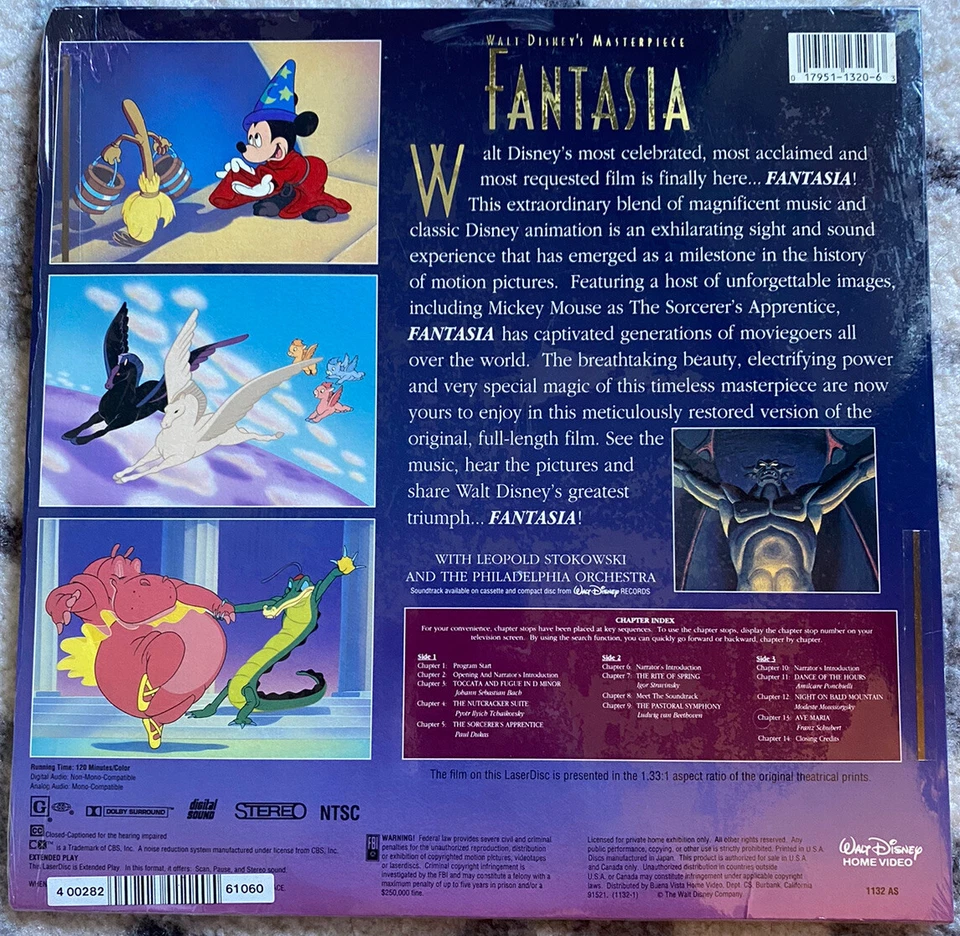 WALT DISNEY'S MASTERPIECE
FANTASIA
0 17951-1320-6 3
Walt Disney's most celebrated, most acclaimed and
most requested film is finally here... FANTASIA!
This extraordinary blend of magnificent music and
classic Disney animation is an exhilarating sight and sound
experience that has emerged as a milestone in the history
of motion pictures. Featuring a host of unforgettable images,
including Mickey Mouse as The Sorcerer's Apprentice,
FANTASIA has captivated generations of moviegoers all
over the world. The breathtaking beauty, electrifying power
and very special magic of this timeless masterpiece are now
yours to enjoy in this meticulously restored version of the
original, full-length film. See the
music, hear the pictures and
share Walt Disney's greatest
triumph... FANTASIA!
WITH LEOPOLD STOKOWSKI
AND THE PHILADELPHIA ORCHESTRA
Soundtrack available on cassette and compact disc from Walt Disney RECORDS
CHAPTER INDEX
For your convenience, chapter stops have been placed at key sequences. To use the chapter stops, display the chapter stop number on your
television screen. By using the search function, you can quickly go forward or backward, chapter by chapter.
Side 1
Chapter 1: Program Start
Chapter 2: Opening And Narrator's Introduction
Chapter 3: TOCCATA AND FUGUE IN D MINOR
Johann Sebastian Bach
Chapter 4: THE NUTCRACKER SUITE
Pyotr Ilyich Tchaikovsky
Chapter 5: THE SORCERER'S APPRENTICE
Paul Dukas
Side 2
Chapter 6: Narrator's Introduction
Chapter 7: THE RITE OF SPRING
Igor Stravinsky
Chapter 8: Meet The Soundtrack
Chapter 9: THE PASTORAL SYMPHONY
Ludwig van Beethoven
Side 3
Chapter 10: Narrator's Introduction
Chapter 11: DANCE OF THE HOURS
Amilcare Ponchielli
Chapter 12: NIGHT ON BALD MOUNTAIN
Modeste Moussorgsky
Chapter 13: AVE MARIA
Franz Schubert
Chapter 14: Closing Credits
The film on this LaserDisc is presented in the 1.33:1 aspect ratio of the original theatrical prints.
Running Time: 120 Minutes/Color
Digital Audio: Non-Mono-Compatible
Analog Audio: Mono-Compatible
G DOLBY SURROUND digital SOUND STEREO NTSC
CC Closed-Captioned for the hearing impaired
CX is a Trademark of CBS, Inc. A noise reduction system manufactured under license from CBS, Inc.
EXTENDED PLAY
This LaserDisc is Extended Play. In this format, it offers: Scan, Pause, and Stereo sound.
4 00282 61060
FBI WARNING! Federal law provides severe civil and criminal
penalties for the unauthorized reproduction, distribution
or exhibition of copyrighted motion pictures, videotapes
or laserdiscs. Criminal copyright infringement is
investigated by the FBI and may constitute a felony with a
maximum penalty of up to five years in prison and/or a
$250,000 fine.
Licensed for private home exhibition only. All other rights reserved. Any
public performance, copying, or other use is strictly prohibited. Printed in U.S.A.
Discs manufactured in Japan. This product is authorized for sale in U.S.A.
and Canada only. Unauthorized distribution in countries outside
U.S.A. or Canada may constitute infringement under applicable copyright
laws. Distributed by Buena Vista Home Video, Dept. CS, Burbank, California
91521. (1132-1) © The Walt Disney Company.
Walt Disney
HOME VIDEO
1132 AS